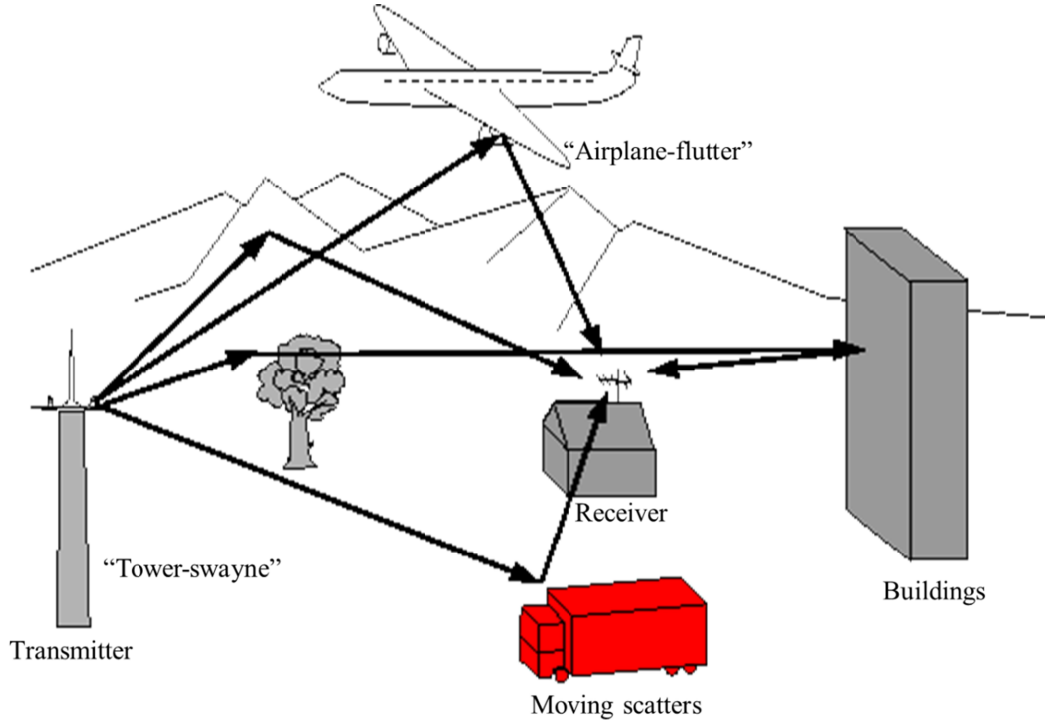 “Airplane-flutter”
Receiver
“Tower-swayne”
Buildings
Transmitter
Moving scatters